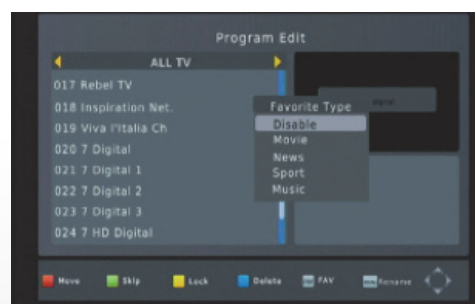 Program Edit
ALL TV
017 Rebel TV
018 Inspiration Net.
019 Viva l'Italia Ch
020 7 Digital
021 7 Digital 1
022 7 Digital 2
023 7 Digital 3
024 7 HD Digital
Favorite Type
Disable
Movie
News
Sport
Music
Move
Skip
Lock
Delete
FAV
Rename